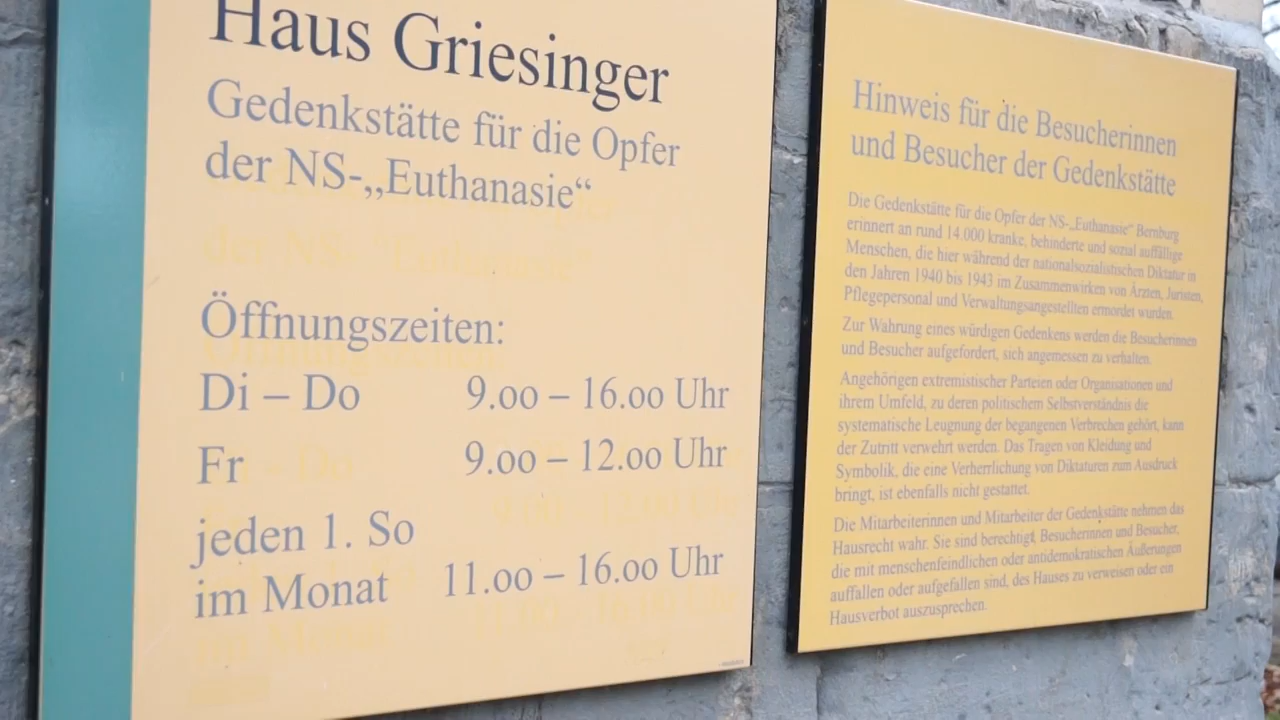 Haus Griesinger
Gedenkstätte für die Opfer
der NS-„Euthanasie“
Öffnungszeiten:
Di – Do 9.00 – 16.00 Uhr
Fr 9.00 – 12.00 Uhr
jeden 1. So
im Monat 11.00 – 16.00 Uhr
Hinweis für die Besucherinnen
und Besucher der Gedenkstätte
Die Gedenkstätte für die Opfer der NS-„Euthanasie“ Bernburg
erinnert an rund 14.000 kranke, behinderte und sozial auffällige
Menschen, die hier während der nationalsozialistischen Diktatur in
den Jahren 1940 bis 1943 im Zusammenwirken von Ärzten, Juristen,
Pflegepersonal und Verwaltungsangestellten ermordet wurden.
Zur Wahrung eines würdigen Gedenkens werden die Besucherinnen
und Besucher aufgefordert, sich angemessen zu verhalten.
Angehörigen extremistischer Parteien oder Organisationen und
ihrem Umfeld, zu deren politischem Selbstverständnis die
systematische Leugnung der begangenen Verbrechen gehört, kann
der Zutritt verwehrt werden. Das Tragen von Kleidung und
Symbolik, die eine Verherrlichung von Diktaturen zum Ausdruck
bringt, ist ebenfalls nicht gestattet.
Die Mitarbeiterinnen und Mitarbeiter der Gedenkstätte nehmen das
Hausrecht wahr. Sie sind berechtigt, Besucherinnen und Besucher,
die mit menschenfeindlichen oder antidemokratischen Äußerungen
auffallen oder aufgefallen sind, des Hauses zu verweisen oder ein
Hausverbot auszusprechen.